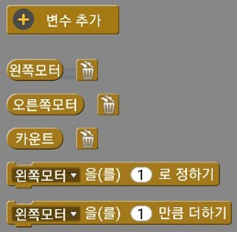 변수 추가
왼쪽모터
오른쪽모터
카운트
왼쪽모터 을(를) 1 로 정하기
왼쪽모터 을(를) 1 만큼 더하기